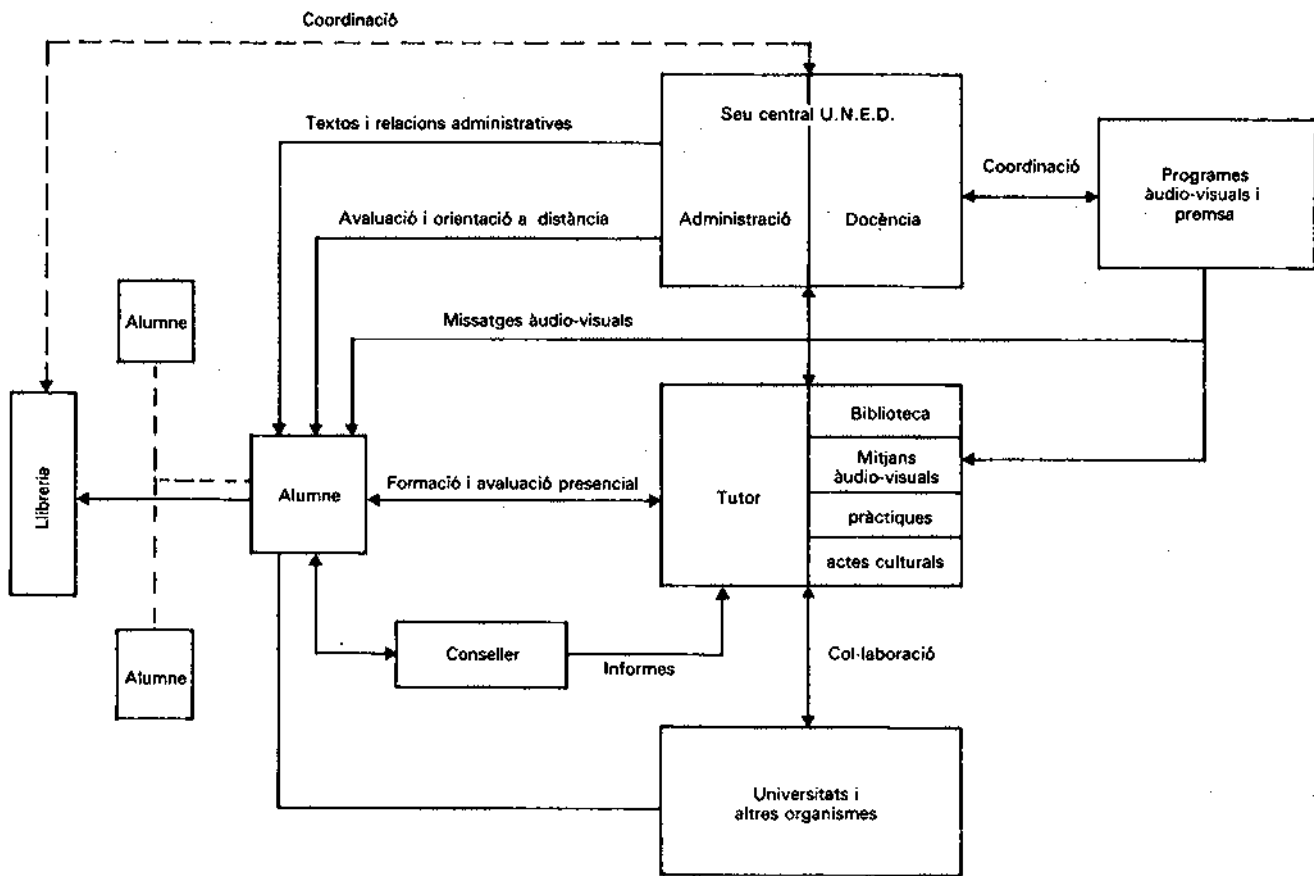 Coordinació
Seu central U.N.E.D.
Textos i relacions administratives
Coordinació
Programes
àudio-visuals i
premsa
Avaluació i orientació a distància
Administració
Docència
Alumne
Missatges àudio-visuals
Biblioteca
Mitjans
àudio-visuals
Llibreria
Alumne
Formació i avaluació presencial
Tutor
pràctiques
actes culturals
Alumne
Conseller
Informes
Col·laboració
Universitats i
altres organismes